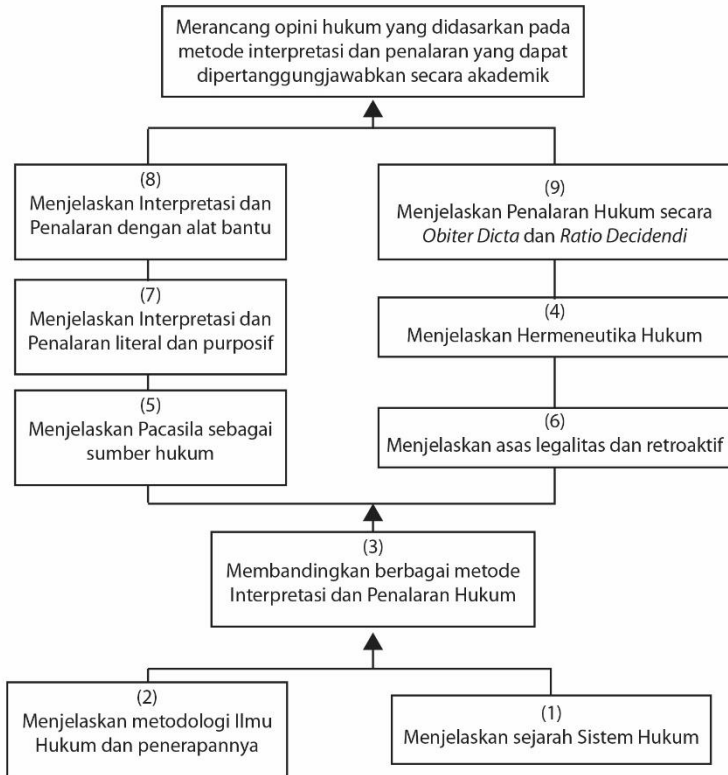 Merancang opini hukum yang didasarkan pada
metode interpretasi dan penalaran yang dapat
dipertanggungjawabkan secara akademik
(8)
Menjelaskan Interpretasi dan
Penalaran dengan alat bantu
(9)
Menjelaskan Penalaran Hukum secara
Obiter Dicta dan Ratio Decidendi
(7)
Menjelaskan Interpretasi dan
Penalaran literal dan purposif
(4)
Menjelaskan Hermeneutika Hukum
(5)
Menjelaskan Pacasila sebagai
sumber hukum
(6)
Menjelaskan asas legalitas dan retroaktif
(3)
Membandingkan berbagai metode
Interpretasi dan Penalaran Hukum
(2)
Menjelaskan metodologi Ilmu
Hukum dan penerapannya
(1)
Menjelaskan sejarah Sistem Hukum